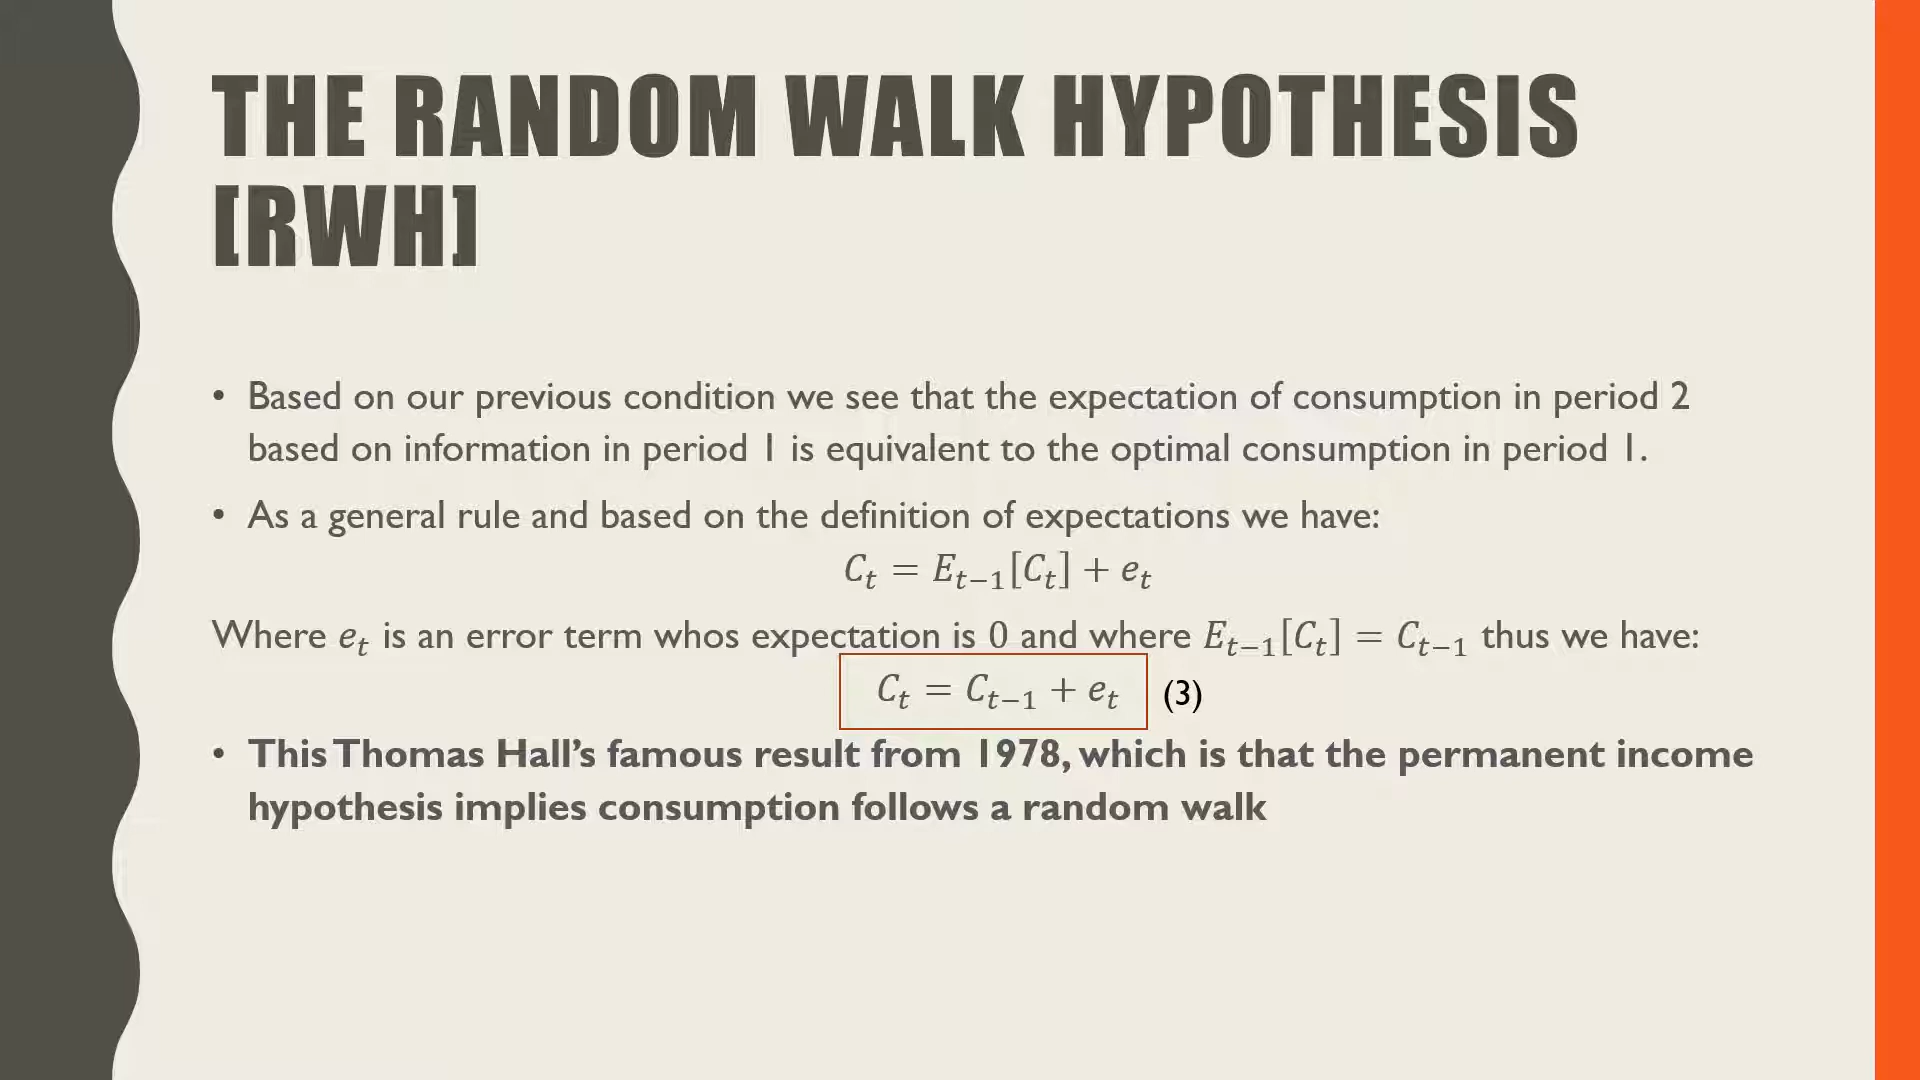 THE RANDOM WALK HYPOTHESIS
[RWH]
• Based on our previous condition we see that the expectation of consumption in period 2
based on information in period 1 is equivalent to the optimal consumption in period 1.
• As a general rule and based on the definition of expectations we have:
C_t = E_{t−1}[C_t] + e_t
Where e_t is an error term whos expectation is 0 and where E_{t−1}[C_t] = C_{t−1} thus we have:
C_t = C_{t−1} + e_t (3)
• This Thomas Hall’s famous result from 1978, which is that the permanent income
hypothesis implies consumption follows a random walk